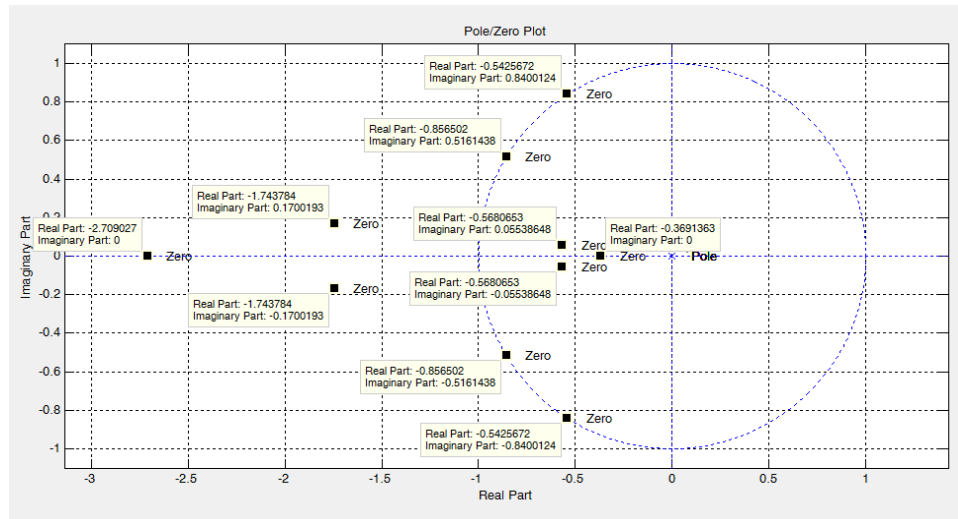 Pole/Zero Plot
Real Part: -0.5425672
Imaginary Part: 0.8400124
Zero
Real Part: -0.856502
Imaginary Part: 0.5161438
Zero
Real Part: -1.743784
Imaginary Part: 0.1700193
Zero
Real Part: -2.709027
Imaginary Part: 0
Zero
Real Part: -0.5680653
Imaginary Part: 0.05538648
Zero
Real Part: -0.3691363
Imaginary Part: 0
Zero
Pole
Zero
Real Part: -0.5680653
Imaginary Part: -0.05538648
Zero
Real Part: -1.743784
Imaginary Part: -0.1700193
Zero
Real Part: -0.856502
Imaginary Part: -0.5161438
Zero
Real Part: -0.5425672
Imaginary Part: -0.8400124
1
0.8
0.6
0.4
0.2
0
-0.2
-0.4
-0.6
-0.8
-1
Imaginary Part
-3
-2.5
-2
-1.5
-1
-0.5
0
0.5
1
Real Part